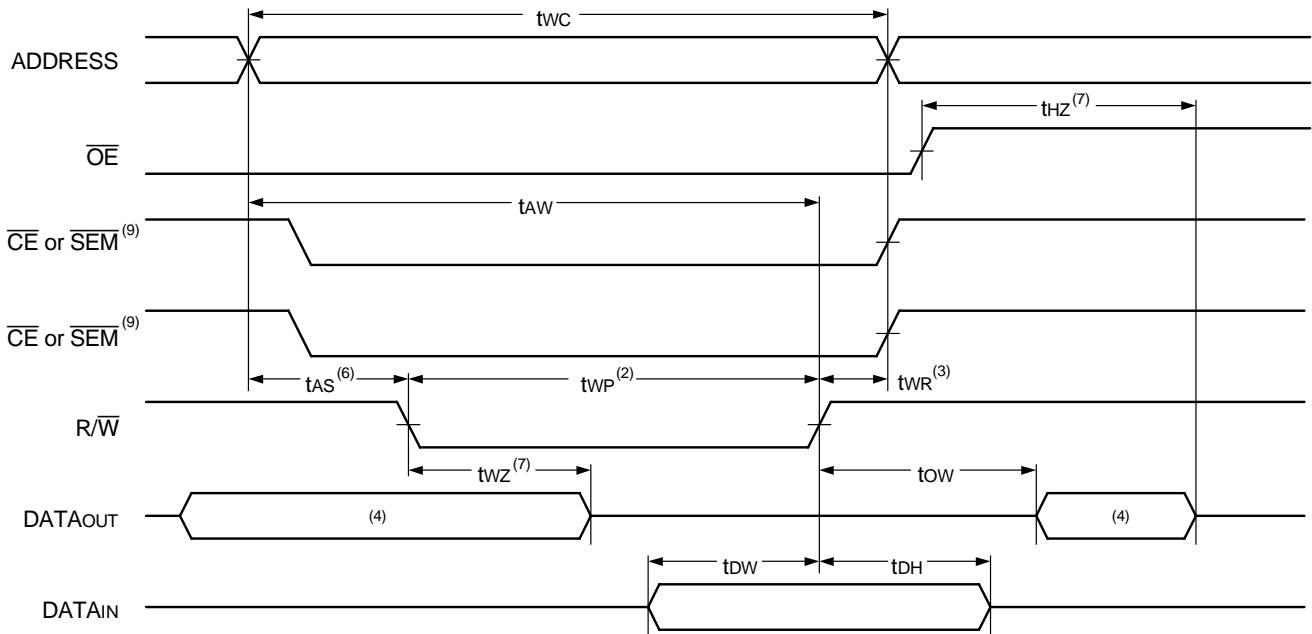 tWC
ADDRESS
tHZ(7)
OE
tAW
CE or SEM(9)
CE or SEM(9)
tAS(6)
tWP(2)
tWR(3)
R/W
tWZ(7)
tOW
DATAOUT
(4)
(4)
tDW
tDH
DATAIN